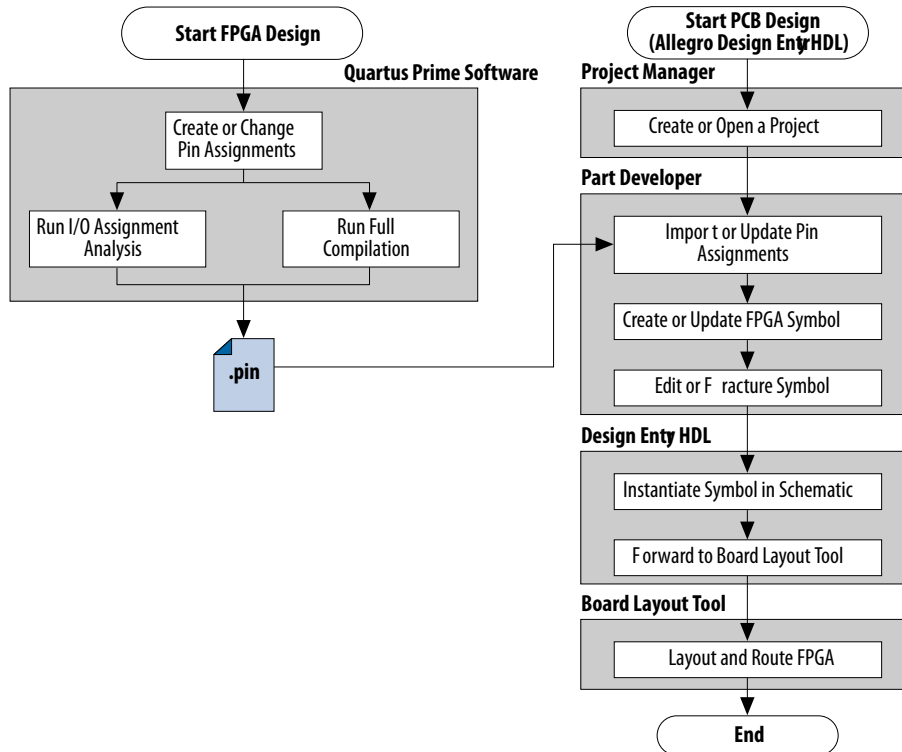 Start FPGA Design
Quartus Prime Software
Create or Change
Pin Assignments
Run I/O Assignment
Analysis
Run Full
Compilation
.pin
Start PCB Design
(Allegro Design EntyrHDL)
Project Manager
Create or Open a Project
Part Developer
Impor t or Update Pin
Assignments
Create or Update FPGA Symbol
Edit or F racture Symbol
Design Enty HDL
Instantiate Symbol in Schematic
F orward to Board Layout Tool
Board Layout Tool
Layout and Route FPGA
End